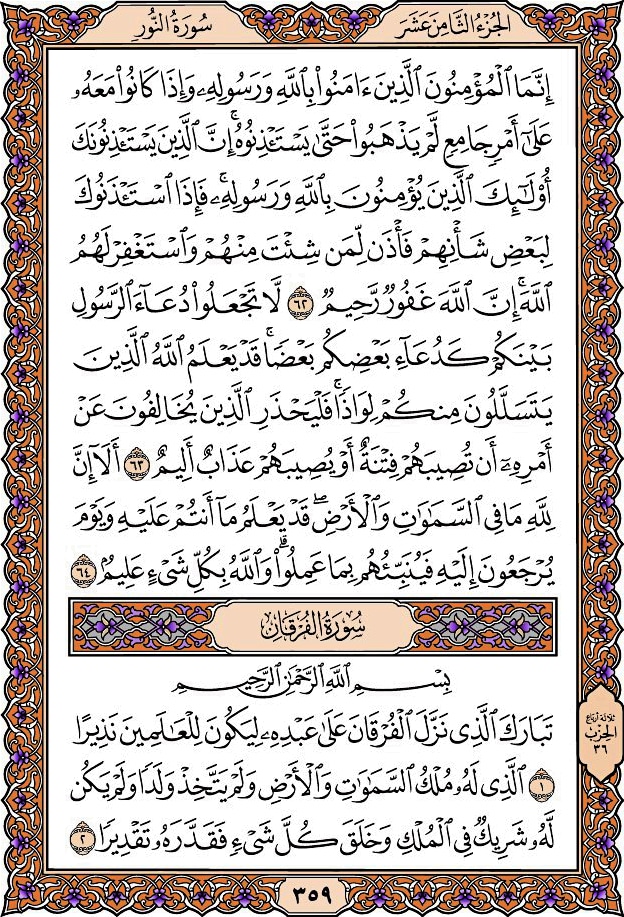 الجُزْءُ الثَّامِنَ عَشَرَ
سُورَةُ النُّورِ
إِنَّمَا ٱلْمُؤْمِنُونَ ٱلَّذِينَ ءَامَنُوا۟ بِٱللَّهِ وَرَسُولِهِۦ وَإِذَا كَانُوا۟ مَعَهُۥ
عَلَىٰٓ أَمْرٍ جَامِعٍ لَّمْ يَذْهَبُوا۟ حَتَّىٰ يَسْتَـْٔذِنُوهُ ۚ إِنَّ ٱلَّذِينَ يَسْتَـْٔذِنُونَكَ
أُو۟لَـٰٓئِكَ ٱلَّذِينَ يُؤْمِنُونَ بِٱللَّهِ وَرَسُولِهِۦ ۚ فَإِذَا ٱسْتَـْٔذَنُوكَ
لِبَعْضِ شَأْنِهِمْ فَأْذَن لِّمَن شِئْتَ مِنْهُمْ وَٱسْتَغْفِرْ لَهُمُ
ٱللَّهَ ۚ إِنَّ ٱللَّهَ غَفُورٌ رَّحِيمٌ ٦٢ لَّا تَجْعَلُوا۟ دُعَآءَ ٱلرَّسُولِ
بَيْنَكُمْ كَدُعَآءِ بَعْضِكُم بَعْضًا ۚ قَدْ يَعْلَمُ ٱللَّهُ ٱلَّذِينَ
يَتَسَلَّلُونَ مِنكُمْ لِوَاذًا ۚ فَلْيَحْذَرِ ٱلَّذِينَ يُخَالِفُونَ عَنْ
أَمْرِهِۦٓ أَن تُصِيبَهُمْ فِتْنَةٌ أَوْ يُصِيبَهُمْ عَذَابٌ أَلِيمٌ ٦٣ أَلَآ إِنَّ
لِلَّهِ مَا فِى ٱلسَّمَـٰوَٰتِ وَٱلْأَرْضِ ۖ قَدْ يَعْلَمُ مَآ أَنتُمْ عَلَيْهِ وَيَوْمَ
يُرْجَعُونَ إِلَيْهِ فَيُنَبِّئُهُم بِمَا عَمِلُوا۟ ۗ وَٱللَّهُ بِكُلِّ شَىْءٍ عَلِيمٌۢ ٦٤
سُورَةُ الفُرْقَانِ
بِسْمِ ٱللَّهِ ٱلرَّحْمَـٰنِ ٱلرَّحِيمِ
تَبَارَكَ ٱلَّذِى نَزَّلَ ٱلْفُرْقَانَ عَلَىٰ عَبْدِهِۦ لِيَكُونَ لِلْعَـٰلَمِينَ نَذِيرًا
١ ٱلَّذِى لَهُۥ مُلْكُ ٱلسَّمَـٰوَٰتِ وَٱلْأَرْضِ وَلَمْ يَتَّخِذْ وَلَدًا وَلَمْ يَكُن
لَّهُۥ شَرِيكٌ فِى ٱلْمُلْكِ وَخَلَقَ كُلَّ شَىْءٍ فَقَدَّرَهُۥ تَقْدِيرًا ٢
ثلاثة أرباع
الحزب
٣٦
٣٥٩